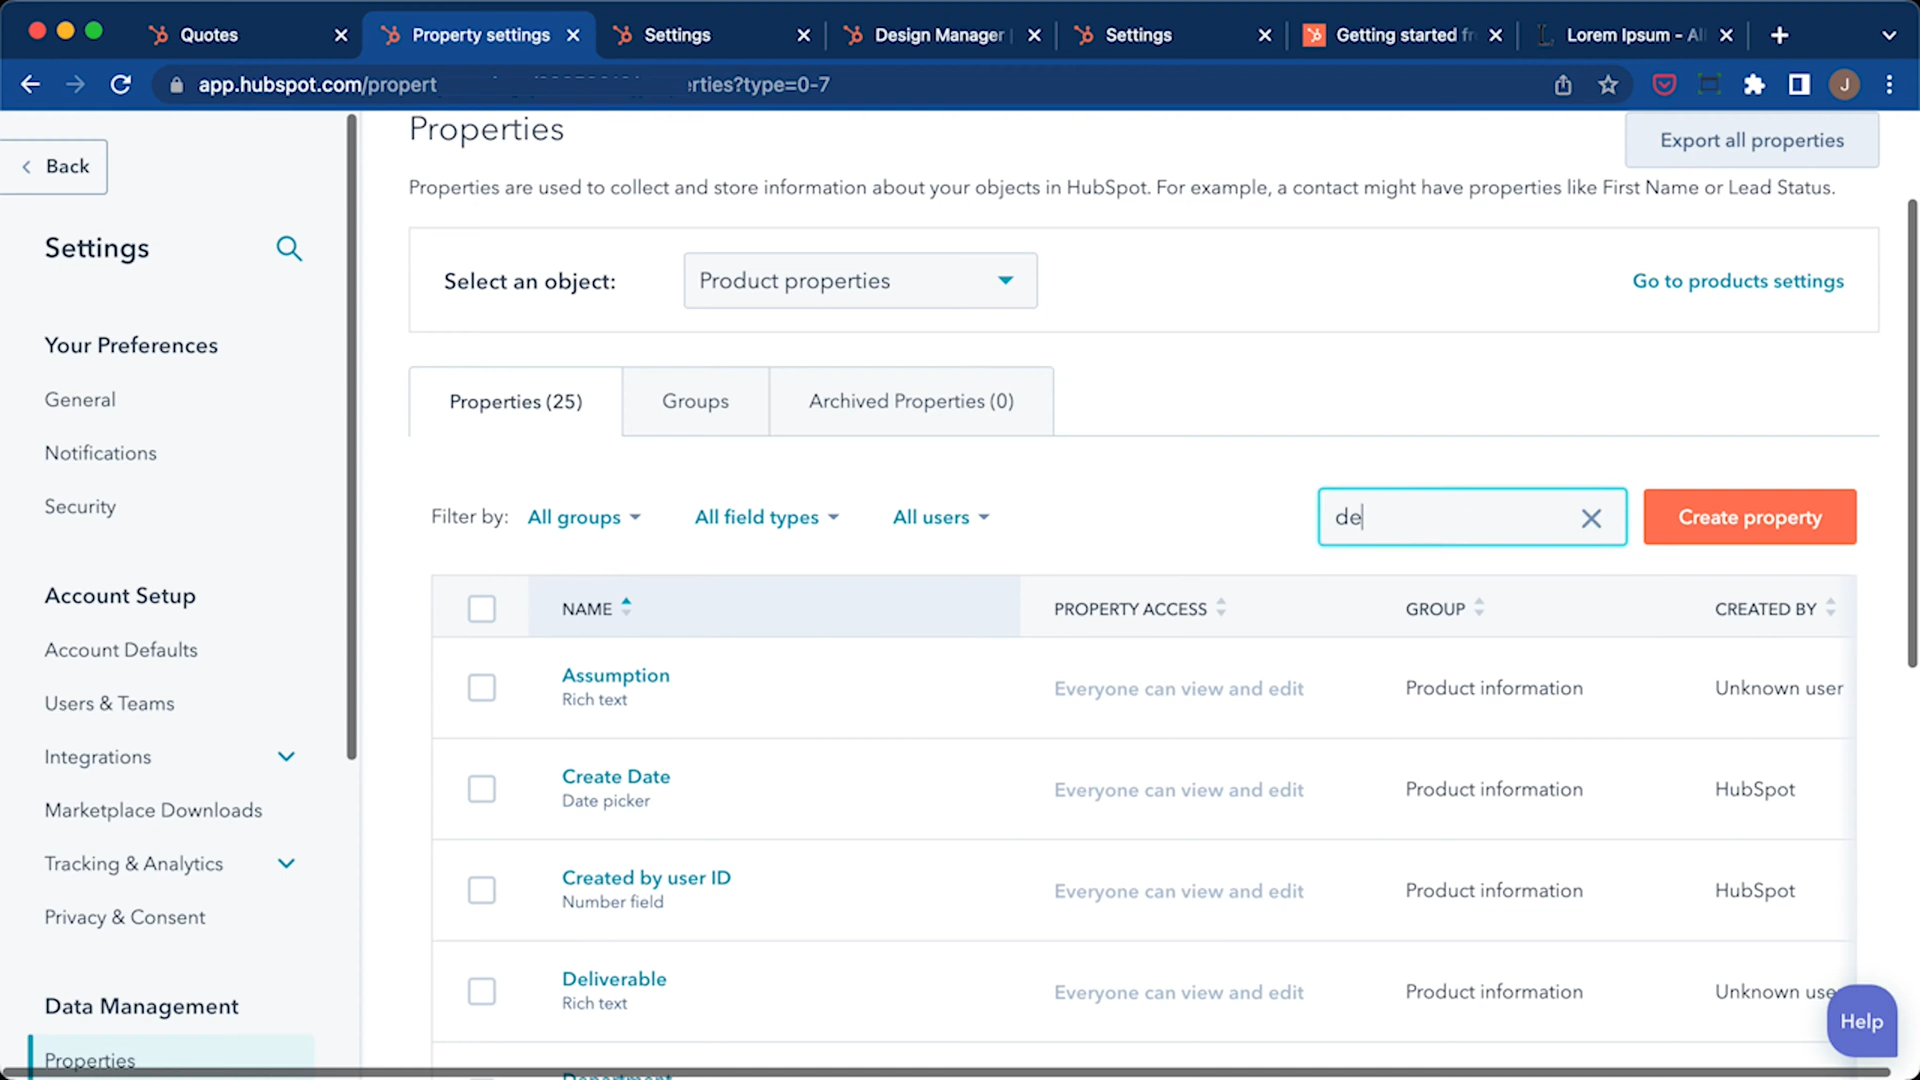 Quotes
Property settings
Settings
Design Manager
Settings
Getting started fr
Lorem Ipsum - All
app.hubspot.com/propert
rties?type=0-7
J
Back
Settings
Your Preferences
General
Notifications
Security
Account Setup
Account Defaults
Users & Teams
Integrations
Marketplace Downloads
Tracking & Analytics
Privacy & Consent
Data Management
Properties
Properties
Export all properties
Properties are used to collect and store information about your objects in HubSpot. For example, a contact might have properties like First Name or Lead Status.
Select an object:
Product properties
Go to products settings
Properties (25)
Groups
Archived Properties (0)
Filter by:
All groups
All field types
All users
de
Create property
NAME
PROPERTY ACCESS
GROUP
CREATED BY
Assumption
Rich text
Everyone can view and edit
Product information
Unknown user
Create Date
Date picker
Everyone can view and edit
Product information
HubSpot
Created by user ID
Number field
Everyone can view and edit
Product information
HubSpot
Deliverable
Rich text
Everyone can view and edit
Product information
Unknown use
Help
Department